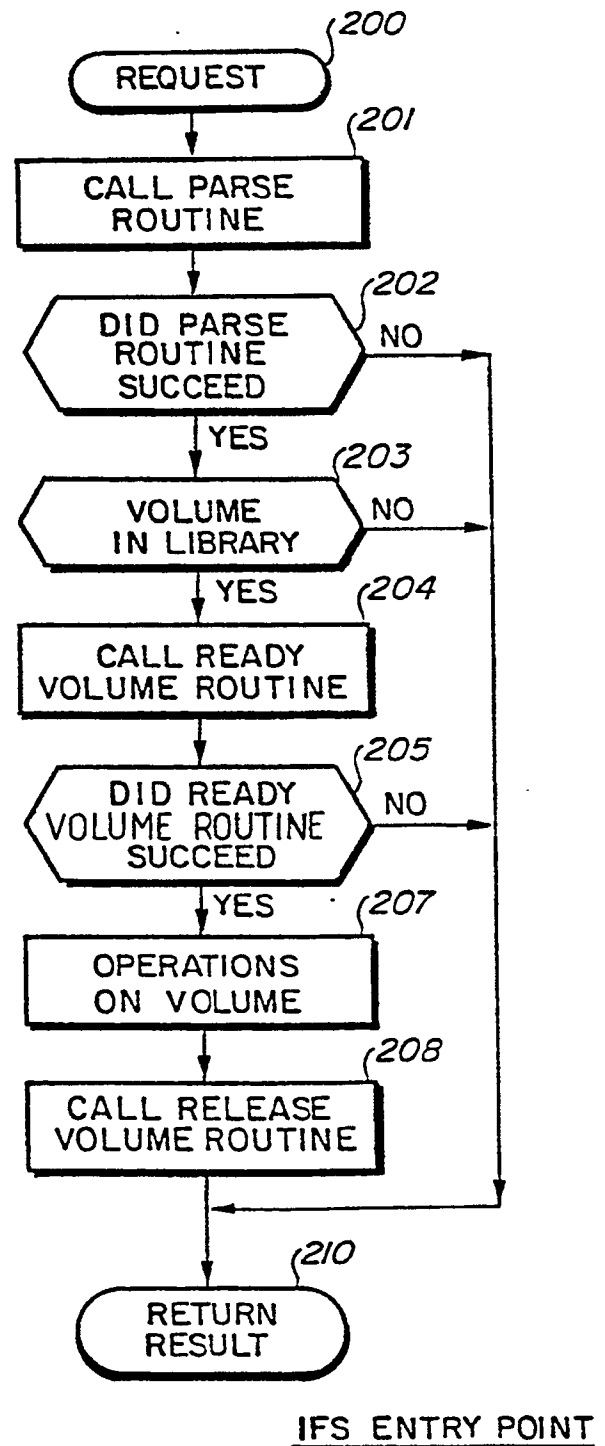 200
REQUEST
201
CALL PARSE
ROUTINE
202
DID PARSE
ROUTINE
SUCCEED
NO
YES
203
VOLUME
IN LIBRARY
NO
YES
204
CALL READY
VOLUME ROUTINE
205
DID READY
VOLUME ROUTINE
SUCCEED
NO
YES
207
OPERATIONS
ON VOLUME
208
CALL RELEASE
VOLUME ROUTINE
210
RETURN
RESULT
IFS ENTRY POINT